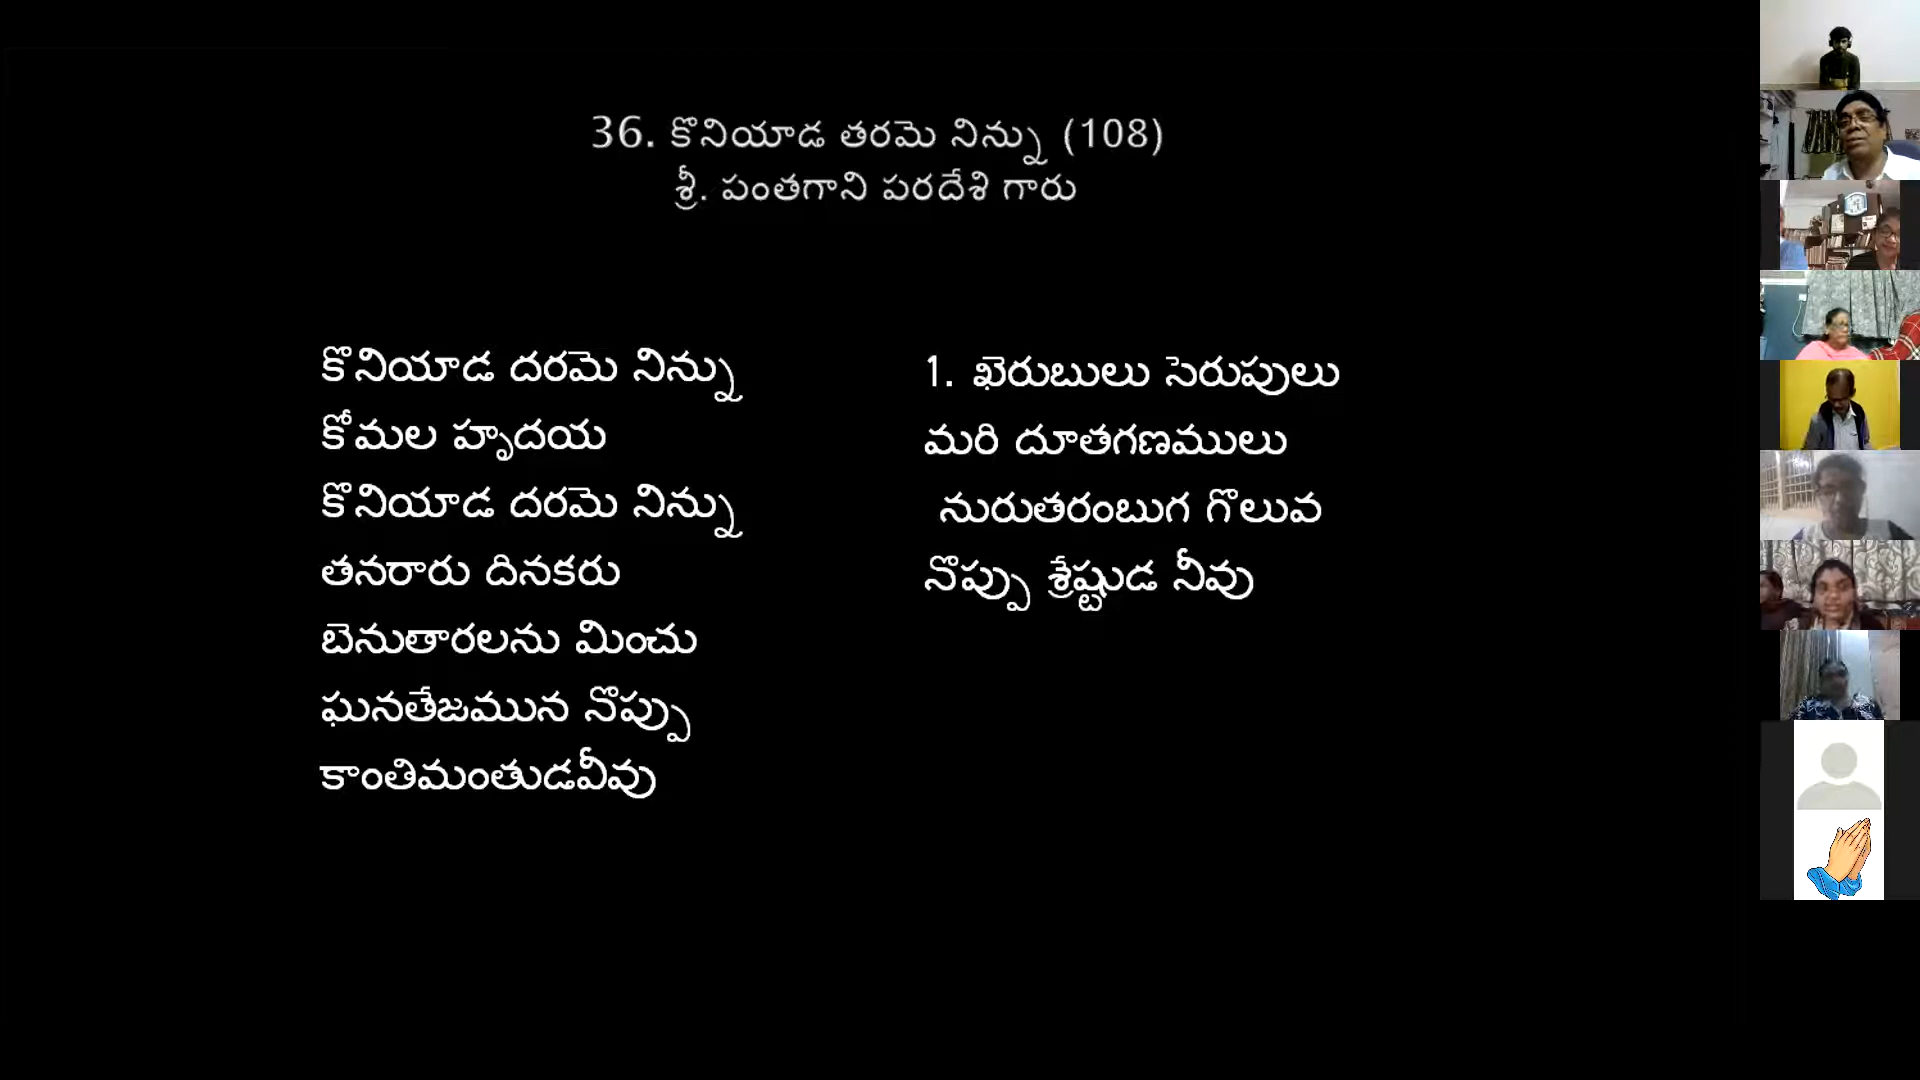 36. కొనియాడ తరమె నిన్ను (108)
శ్రీ. పంతగాని పరదేశి గారు
కొనియాడ దరమె నిన్ను
కోమల హృదయ
కొనియాడ దరమె నిన్ను
తనరారు దినకరు
బెనుతారలను మించు
ఘనతేజమున నొప్పు
కాంతిమంతుడవీవు
1. ఖెరుబులు సెరుపులు
మరి దూతగణములు
నురుతరంబుగ గొలువ
నొప్పు శ్రేష్టుడ నీవు